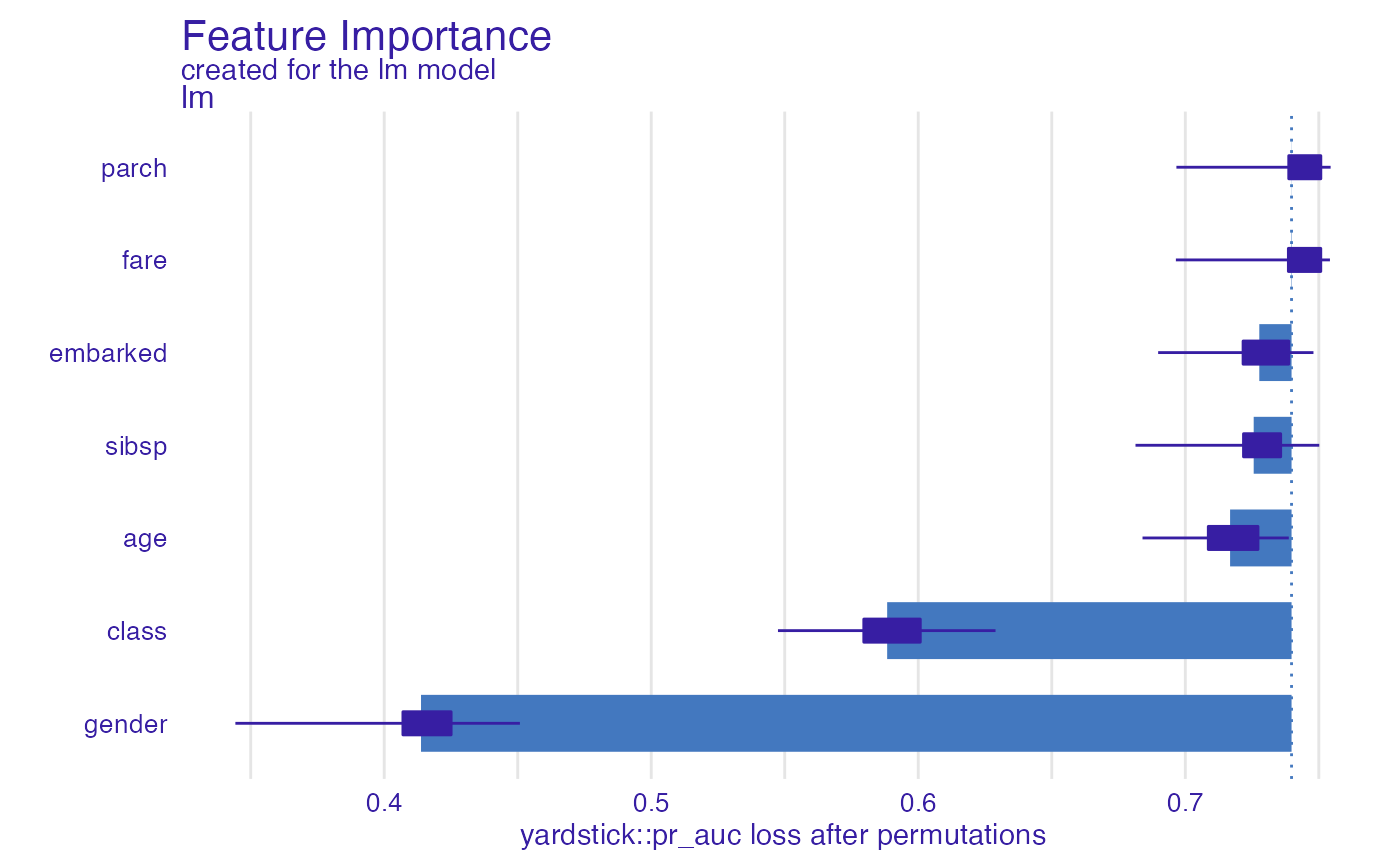 Feature Importance
created for the lm model
lm
parch
fare
embarked
sibsp
age
class
gender
0.4 0.5 0.6 0.7
yardstick::pr_auc loss after permutations